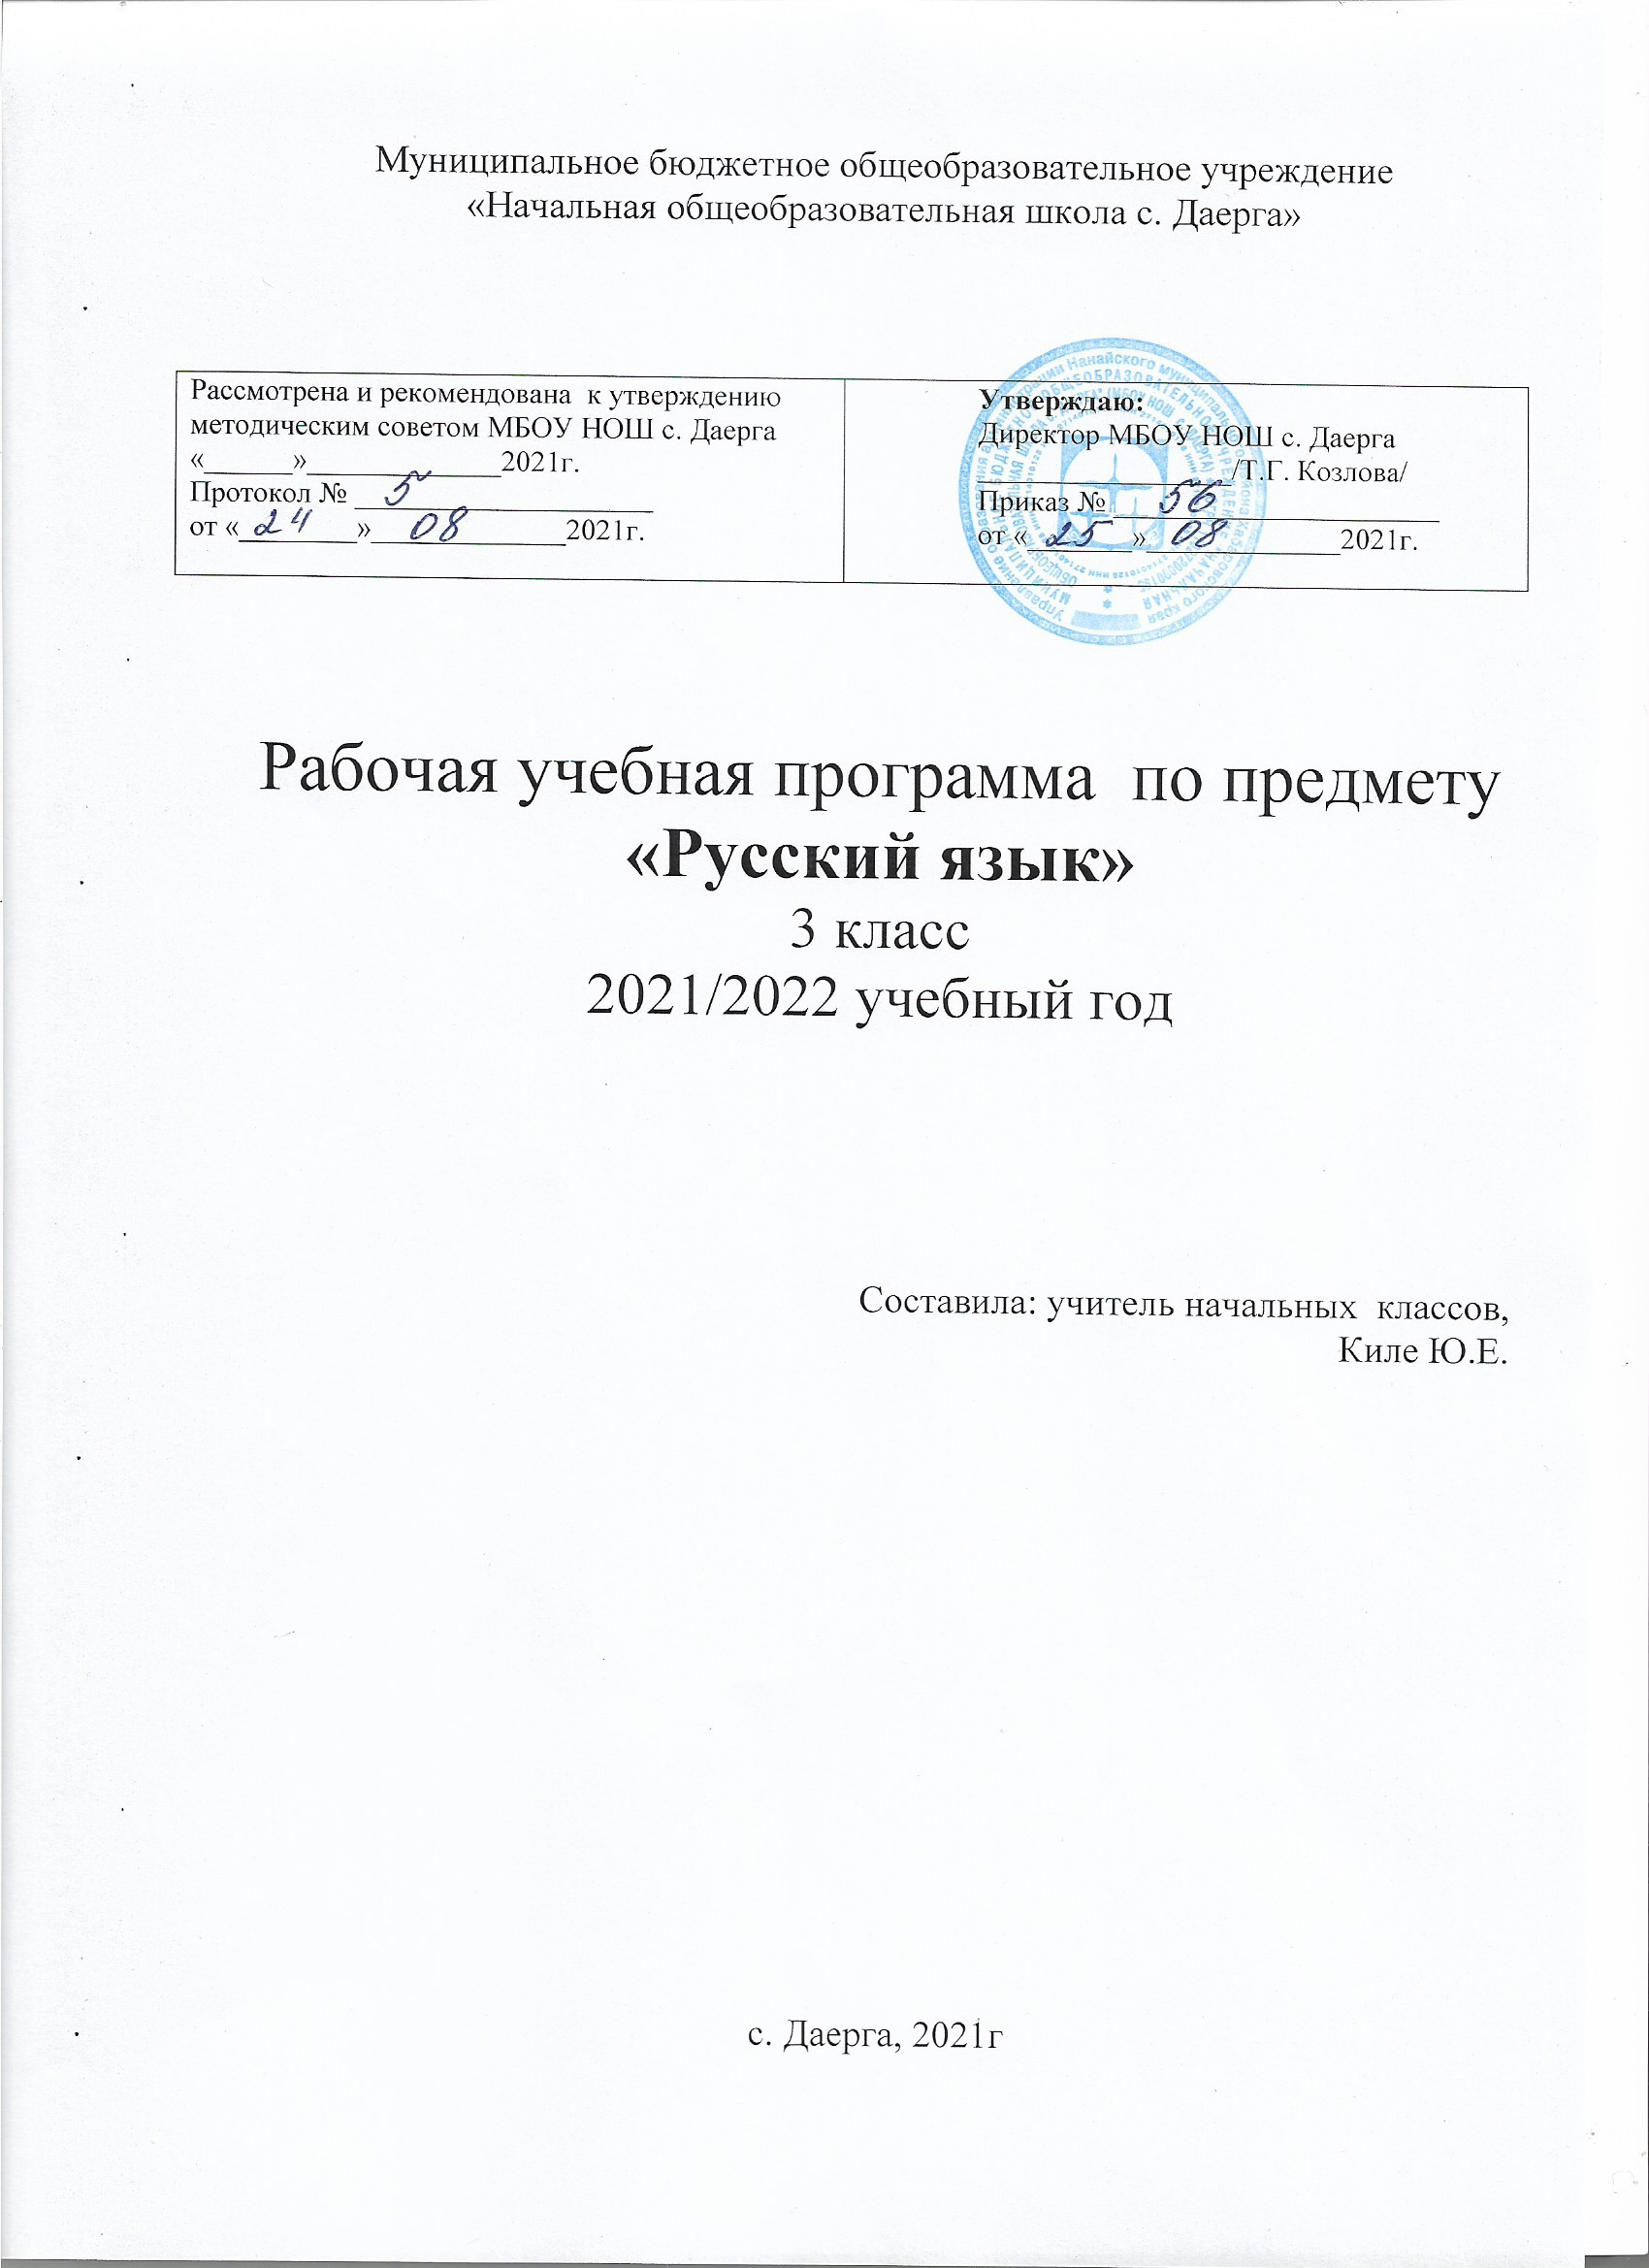 Муниципальное бюджетное общеобразовательное учреждение
«Начальная общеобразовательная школа с. Даерга»
Рассмотрена и рекомендована к утверждению
методическим советом МБОУ НОШ с. Даерга
«______»_____________2021г.
Протокол № 5
от «24»08 2021г.
Утверждаю:
Директор МБОУ НОШ с. Даерга
_________________/Т.Г. Козлова/
Приказ № 56
от «25»08 2021г.
Рабочая учебная программа по предмету
«Русский язык»
3 класс
2021/2022 учебный год
Составила: учитель начальных классов,
Киле Ю.Е.
с. Даерга, 2021г